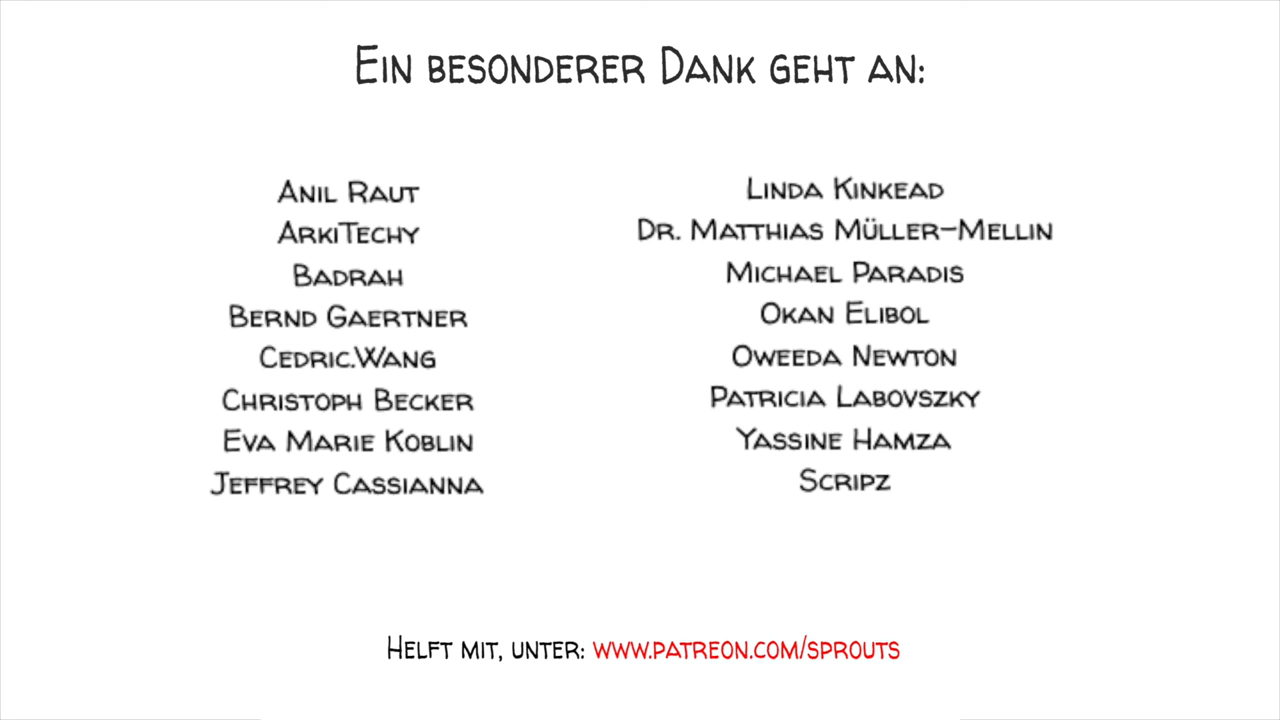 Ein besonderer Dank geht an:
Anil Raut
ArkiTechy
Badrah
Bernd Gaertner
Cedric.Wang
Christoph Becker
Eva Marie Koblin
Jeffrey Cassianna
Linda Kinkead
Dr. Matthias Müller-Mellin
Michael Paradis
Okan Elibol
Oweeda Newton
Patricia Labovszky
Yassine Hamza
Scripz
Helft mit, unter: www.patreon.com/sprouts